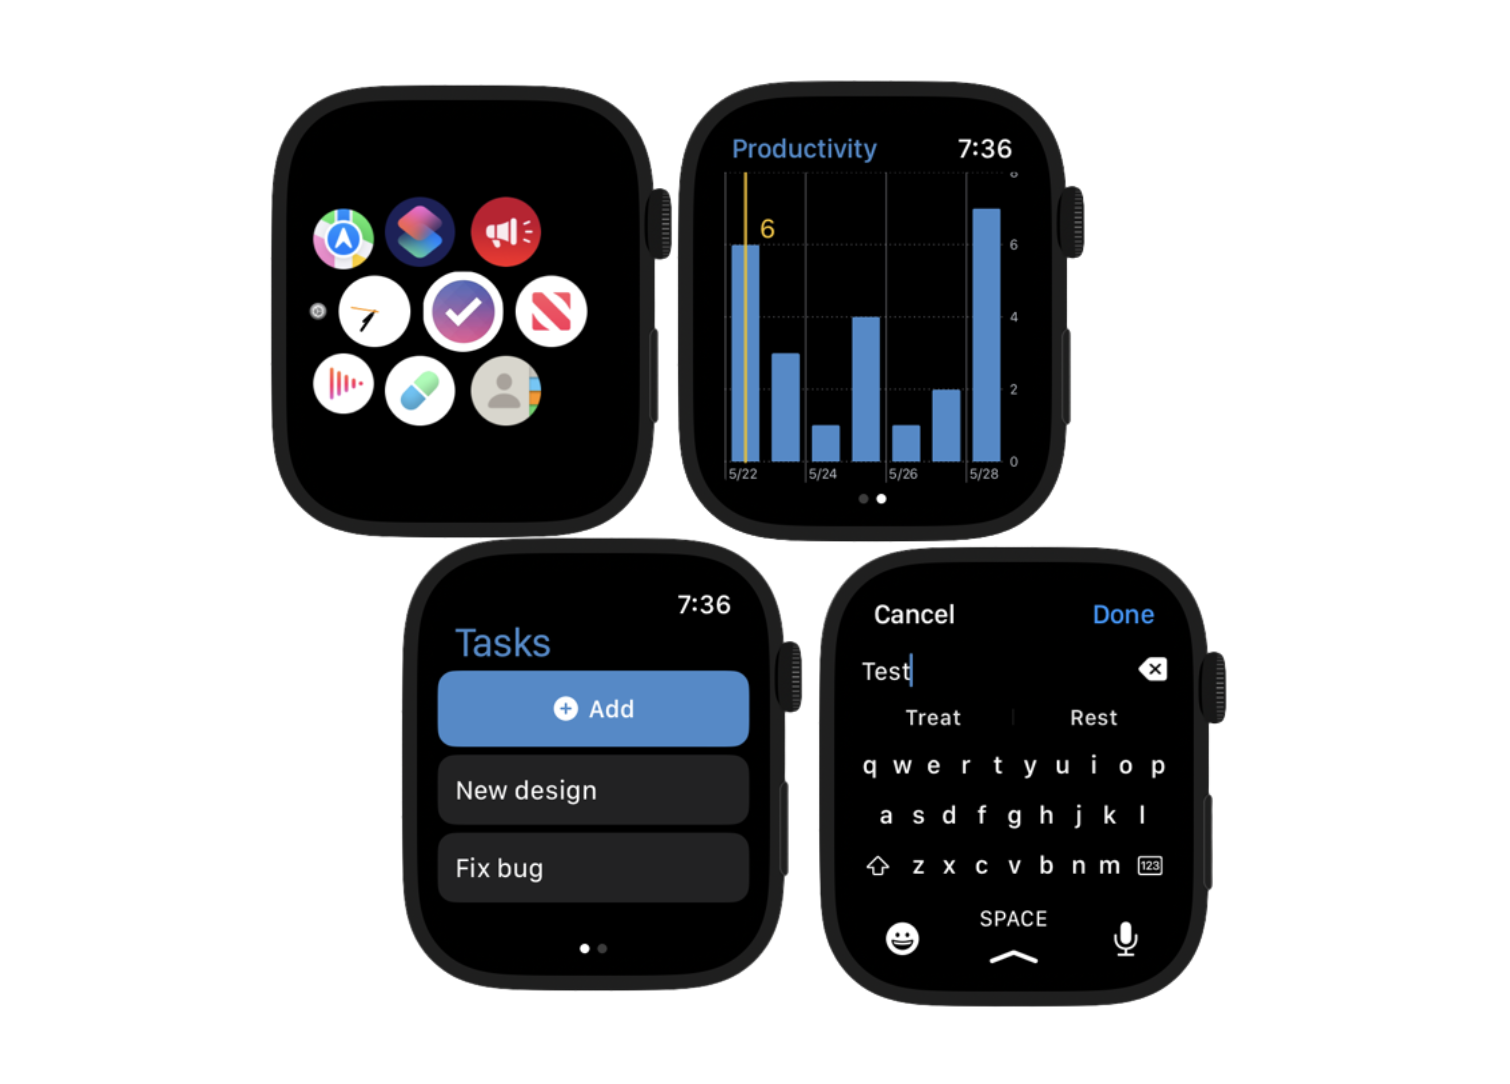 Productivity 7:36
8
6
6
4
2
0
5/22 5/24 5/26 5/28
7:36
Tasks
Add
New design
Fix bug
Cancel Done
Test
Treat Rest
q w e r t y u i o p
a s d f g h j k l
z x c v b n m 123
SPACE